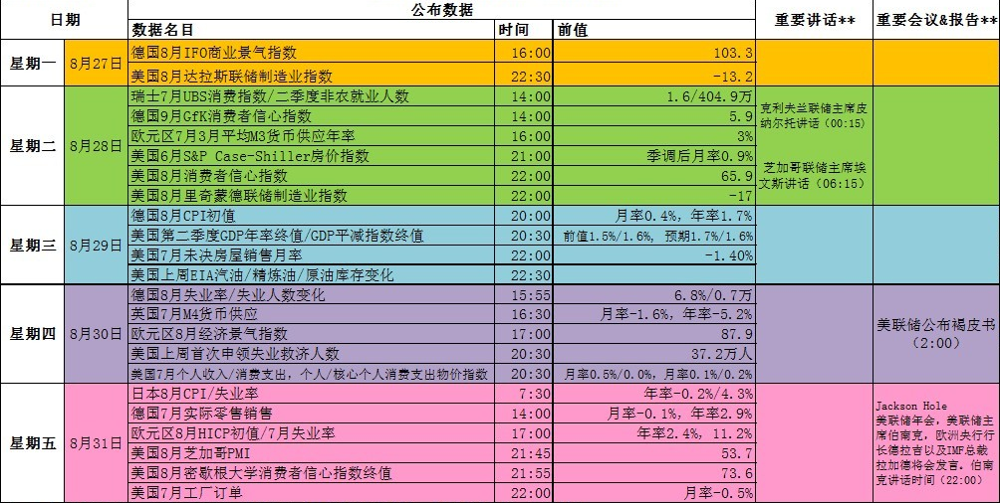 日期
公布数据
重要讲话**
重要会议&报告**
数据名目
时间
前值
星期一
8月27日
德国8月IFO商业景气指数 16:00 103.3
美国8月达拉斯联储制造业指数 22:30 -13.2
星期二
8月28日
瑞士7月UBS消费指数/二季度非农就业人数 14:00 1.6/404.9万
德国9月GfK消费者信心指数 14:00 5.9
欧元区7月3月平均M3货币供应年率 16:00 3%
美国6月S&P Case-Shiller房价指数 21:00 季调后月率0.9%
美国8月消费者信心指数 22:00 65.9
美国8月里奇蒙德联储制造业指数 22:00 -17
克利夫兰联储主席皮
纳尔托讲话（00:15)
芝加哥联储主席埃
文斯讲话（06:15）
星期三
8月29日
德国8月CPI初值 20:00 月率0.4%，年率1.7%
美国第二季度GDP年率终值/GDP平减指数终值 20:30 前值1.5%/1.6%，预期1.7%/1.6%
美国7月未决房屋销售月率 22:00 -1.40%
美国上周EIA汽油/精炼油/原油库存变化 22:30
星期四
8月30日
德国8月失业率/失业人数变化 15:55 6.8%/0.7万
英国7月M4货币供应 16:30 月率-1.6%，年率-5.2%
欧元区8月经济景气指数 17:00 87.9
美国上周首次申领失业救济人数 20:30 37.2万人
美国7月个人收入/消费支出，个人/核心个人消费支出物价指数 20:30 月率0.5%/0.0%，月率0.1%/0.2%
美联储公布褐皮书
（2:00）
星期五
8月31日
日本8月CPI/失业率 7:30 年率-0.2%/4.3%
德国7月实际零售销售 14:00 月率-0.1%，年率2.9%
欧元区8月HICP初值/7月失业率 17:00 年率2.4%，11.2%
美国8月芝加哥PMI 21:45 53.7
美国8月密歇根大学消费者信心指数终值 21:55 73.6
美国7月工厂订单 22:00 月率-0.5%
Jackson Hole
美联储年会，美联储主
席伯南克，欧洲央行行
长德拉吉以及IMF总裁
拉加德将会发言。伯南
克讲话时间（22:00）